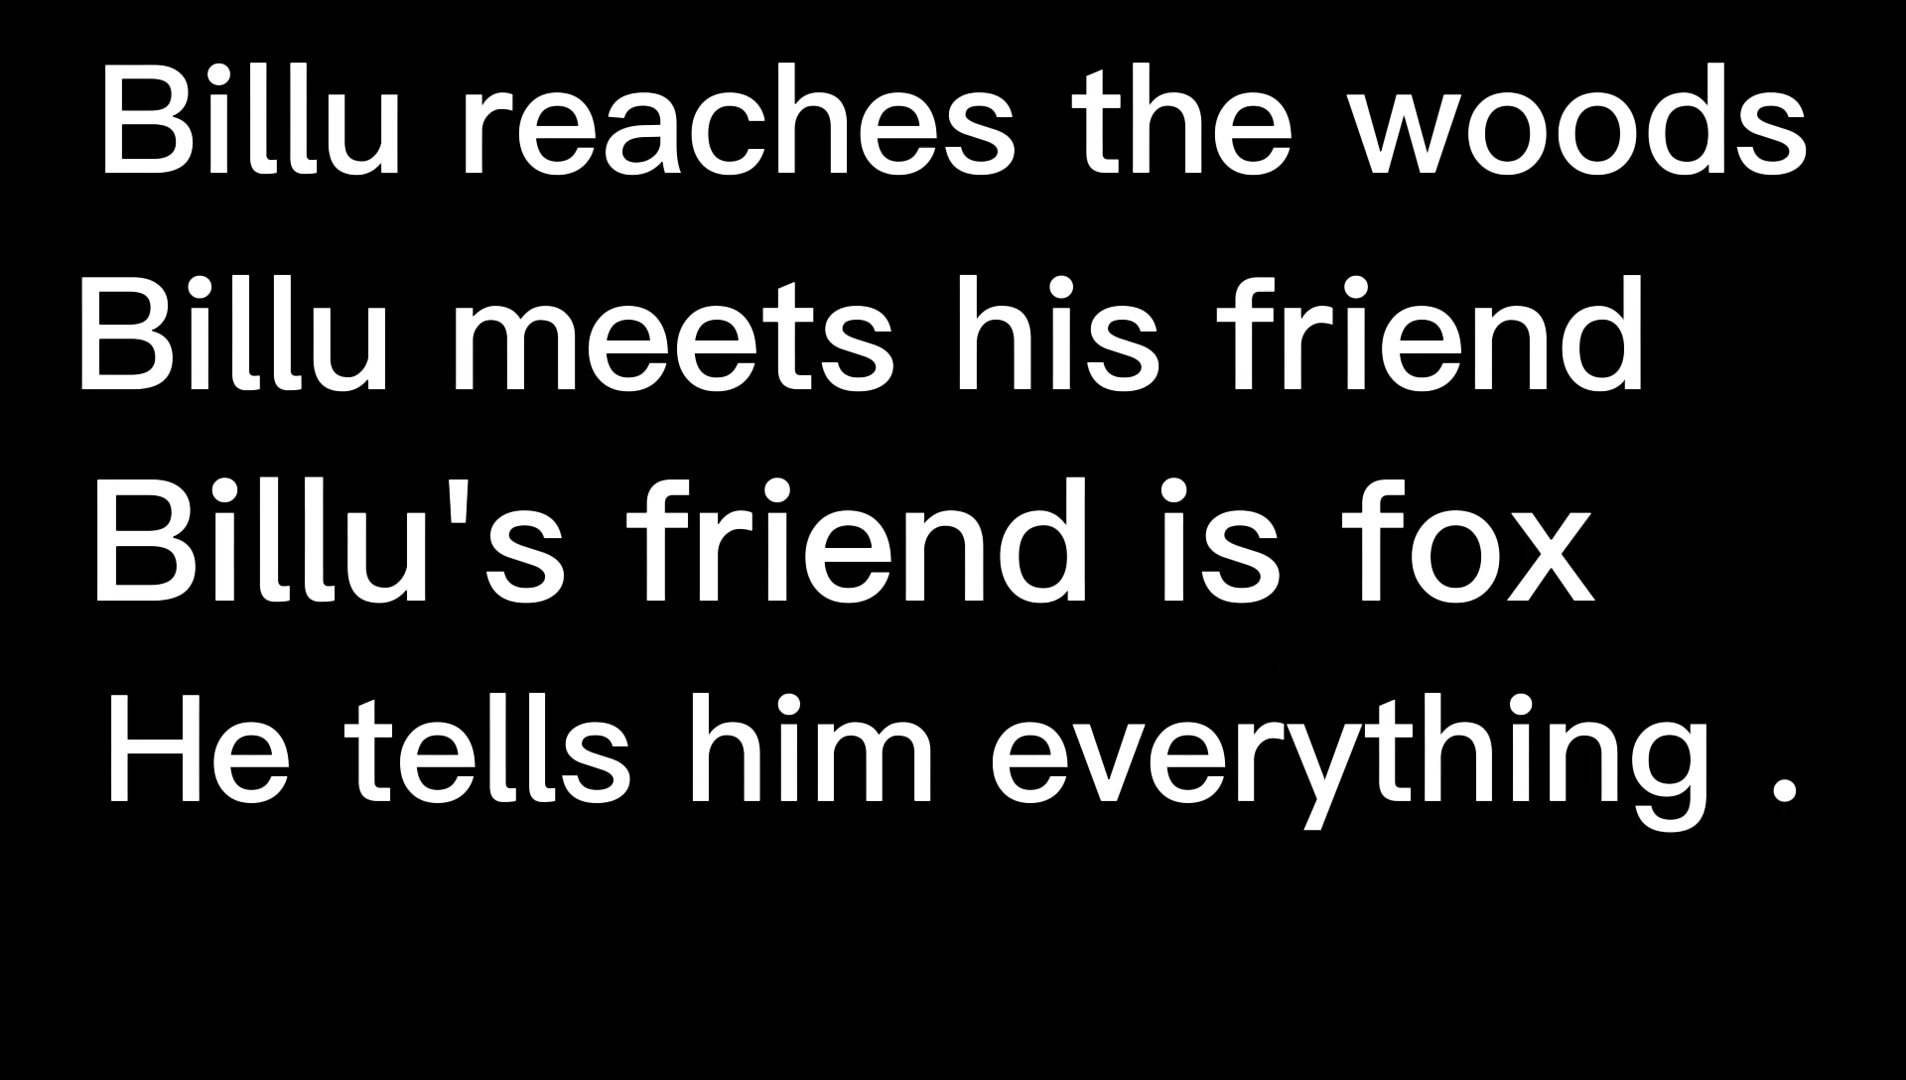 Billu reaches the woods
Billu meets his friend
Billu's friend is fox
He tells him everything .